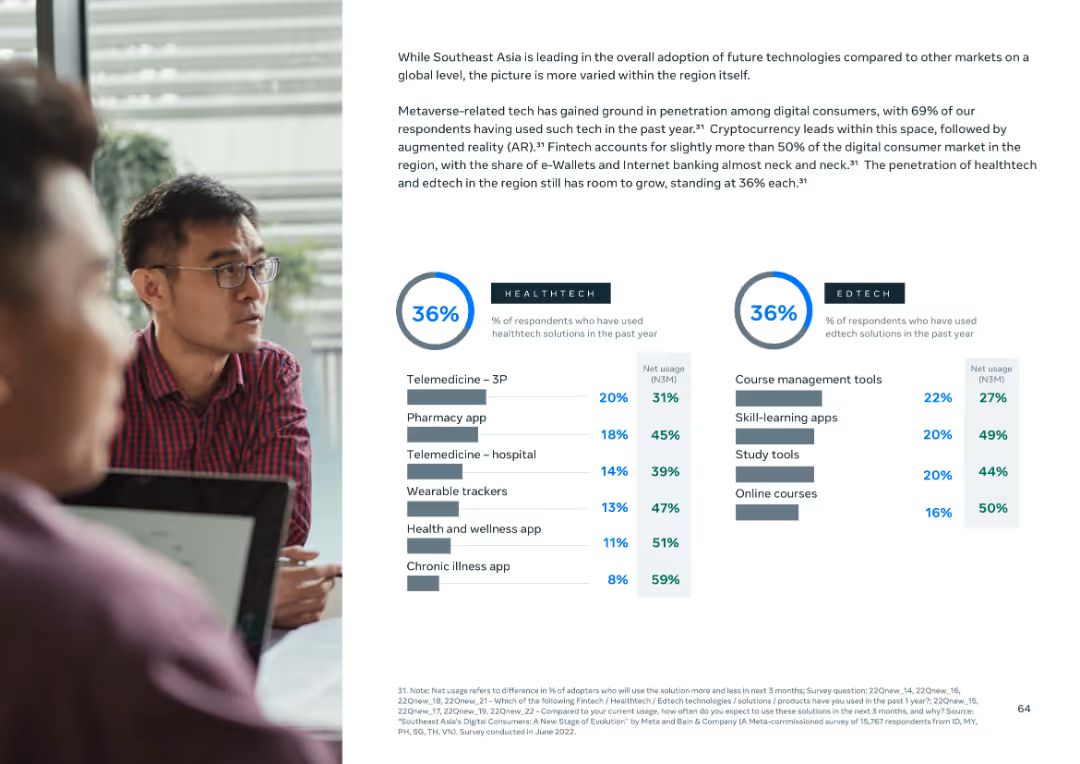 While Southeast Asia is leading in the overall adoption of future technologies compared to other markets on a
global level, the picture is more varied within the region itself.
Metaverse-related tech has gained ground in penetration among digital consumers, with 69% of our
respondents having used such tech in the past year.³¹ Cryptocurrency leads within this space, followed by
augmented reality (AR).³¹ Fintech accounts for slightly more than 50% of the digital consumer market in the
region, with the share of e-Wallets and Internet banking almost neck and neck.³¹ The penetration of healthtech
and edtech in the region still has room to grow, standing at 36% each.³¹
36%
HEALTHTECH
% of respondents who have used
healthtech solutions in the past year
Net usage
(N3M)
Telemedicine – 3P
20% 31%
Pharmacy app
18% 45%
Telemedicine – hospital
14% 39%
Wearable trackers
13% 47%
Health and wellness app
11% 51%
Chronic illness app
8% 59%
36%
EDTECH
% of respondents who have used
edtech solutions in the past year
Net usage
(N3M)
Course management tools
22% 27%
Skill-learning apps
20% 49%
Study tools
20% 44%
Online courses
16% 50%
31. Note: Net usage refers to difference in % of adopters who will use the solution more and less in next 3 months; Survey question: 22Qnew_14, 22Qnew_16,
22Qnew_18, 22Qnew_21 – Which of the following Fintech / Healthtech / Edtech technologies / solutions / products have you used in the past 1 year?; 22Qnew_15,
22Qnew_17, 22Qnew_19, 22Qnew_22 – Compared to your current usage, how often do you expect to use these solutions in the next 3 months, and why? Source:
"Southeast Asia's Digital Consumers: A New Stage of Evolution" by Meta and Bain & Company (A Meta-commissioned survey of 15,767 respondents from ID, MY,
PH, SG, TH, VN). Survey conducted in June 2022.
64